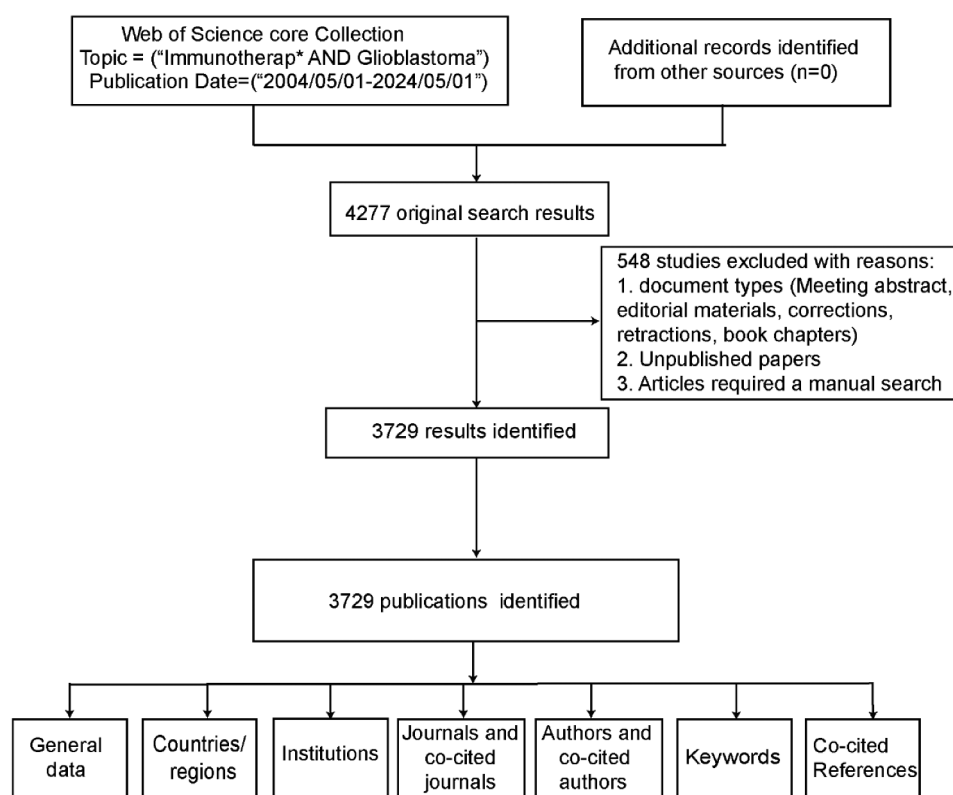 Web of Science core Collection
Topic = (“Immunotherap* AND Glioblastoma”)
Publication Date=(“2004/05/01-2024/05/01”)
Additional records identified
from other sources (n=0)
4277 original search results
548 studies excluded with reasons:
1. document types (Meeting abstract,
editorial materials, corrections,
retractions, book chapters)
2. Unpublished papers
3. Articles required a manual search
3729 results identified
3729 publications identified
General
data
Countries/
regions
Institutions
Journals and
co-cited
journals
Authors and
co-cited
authors
Keywords
Co-cited
References